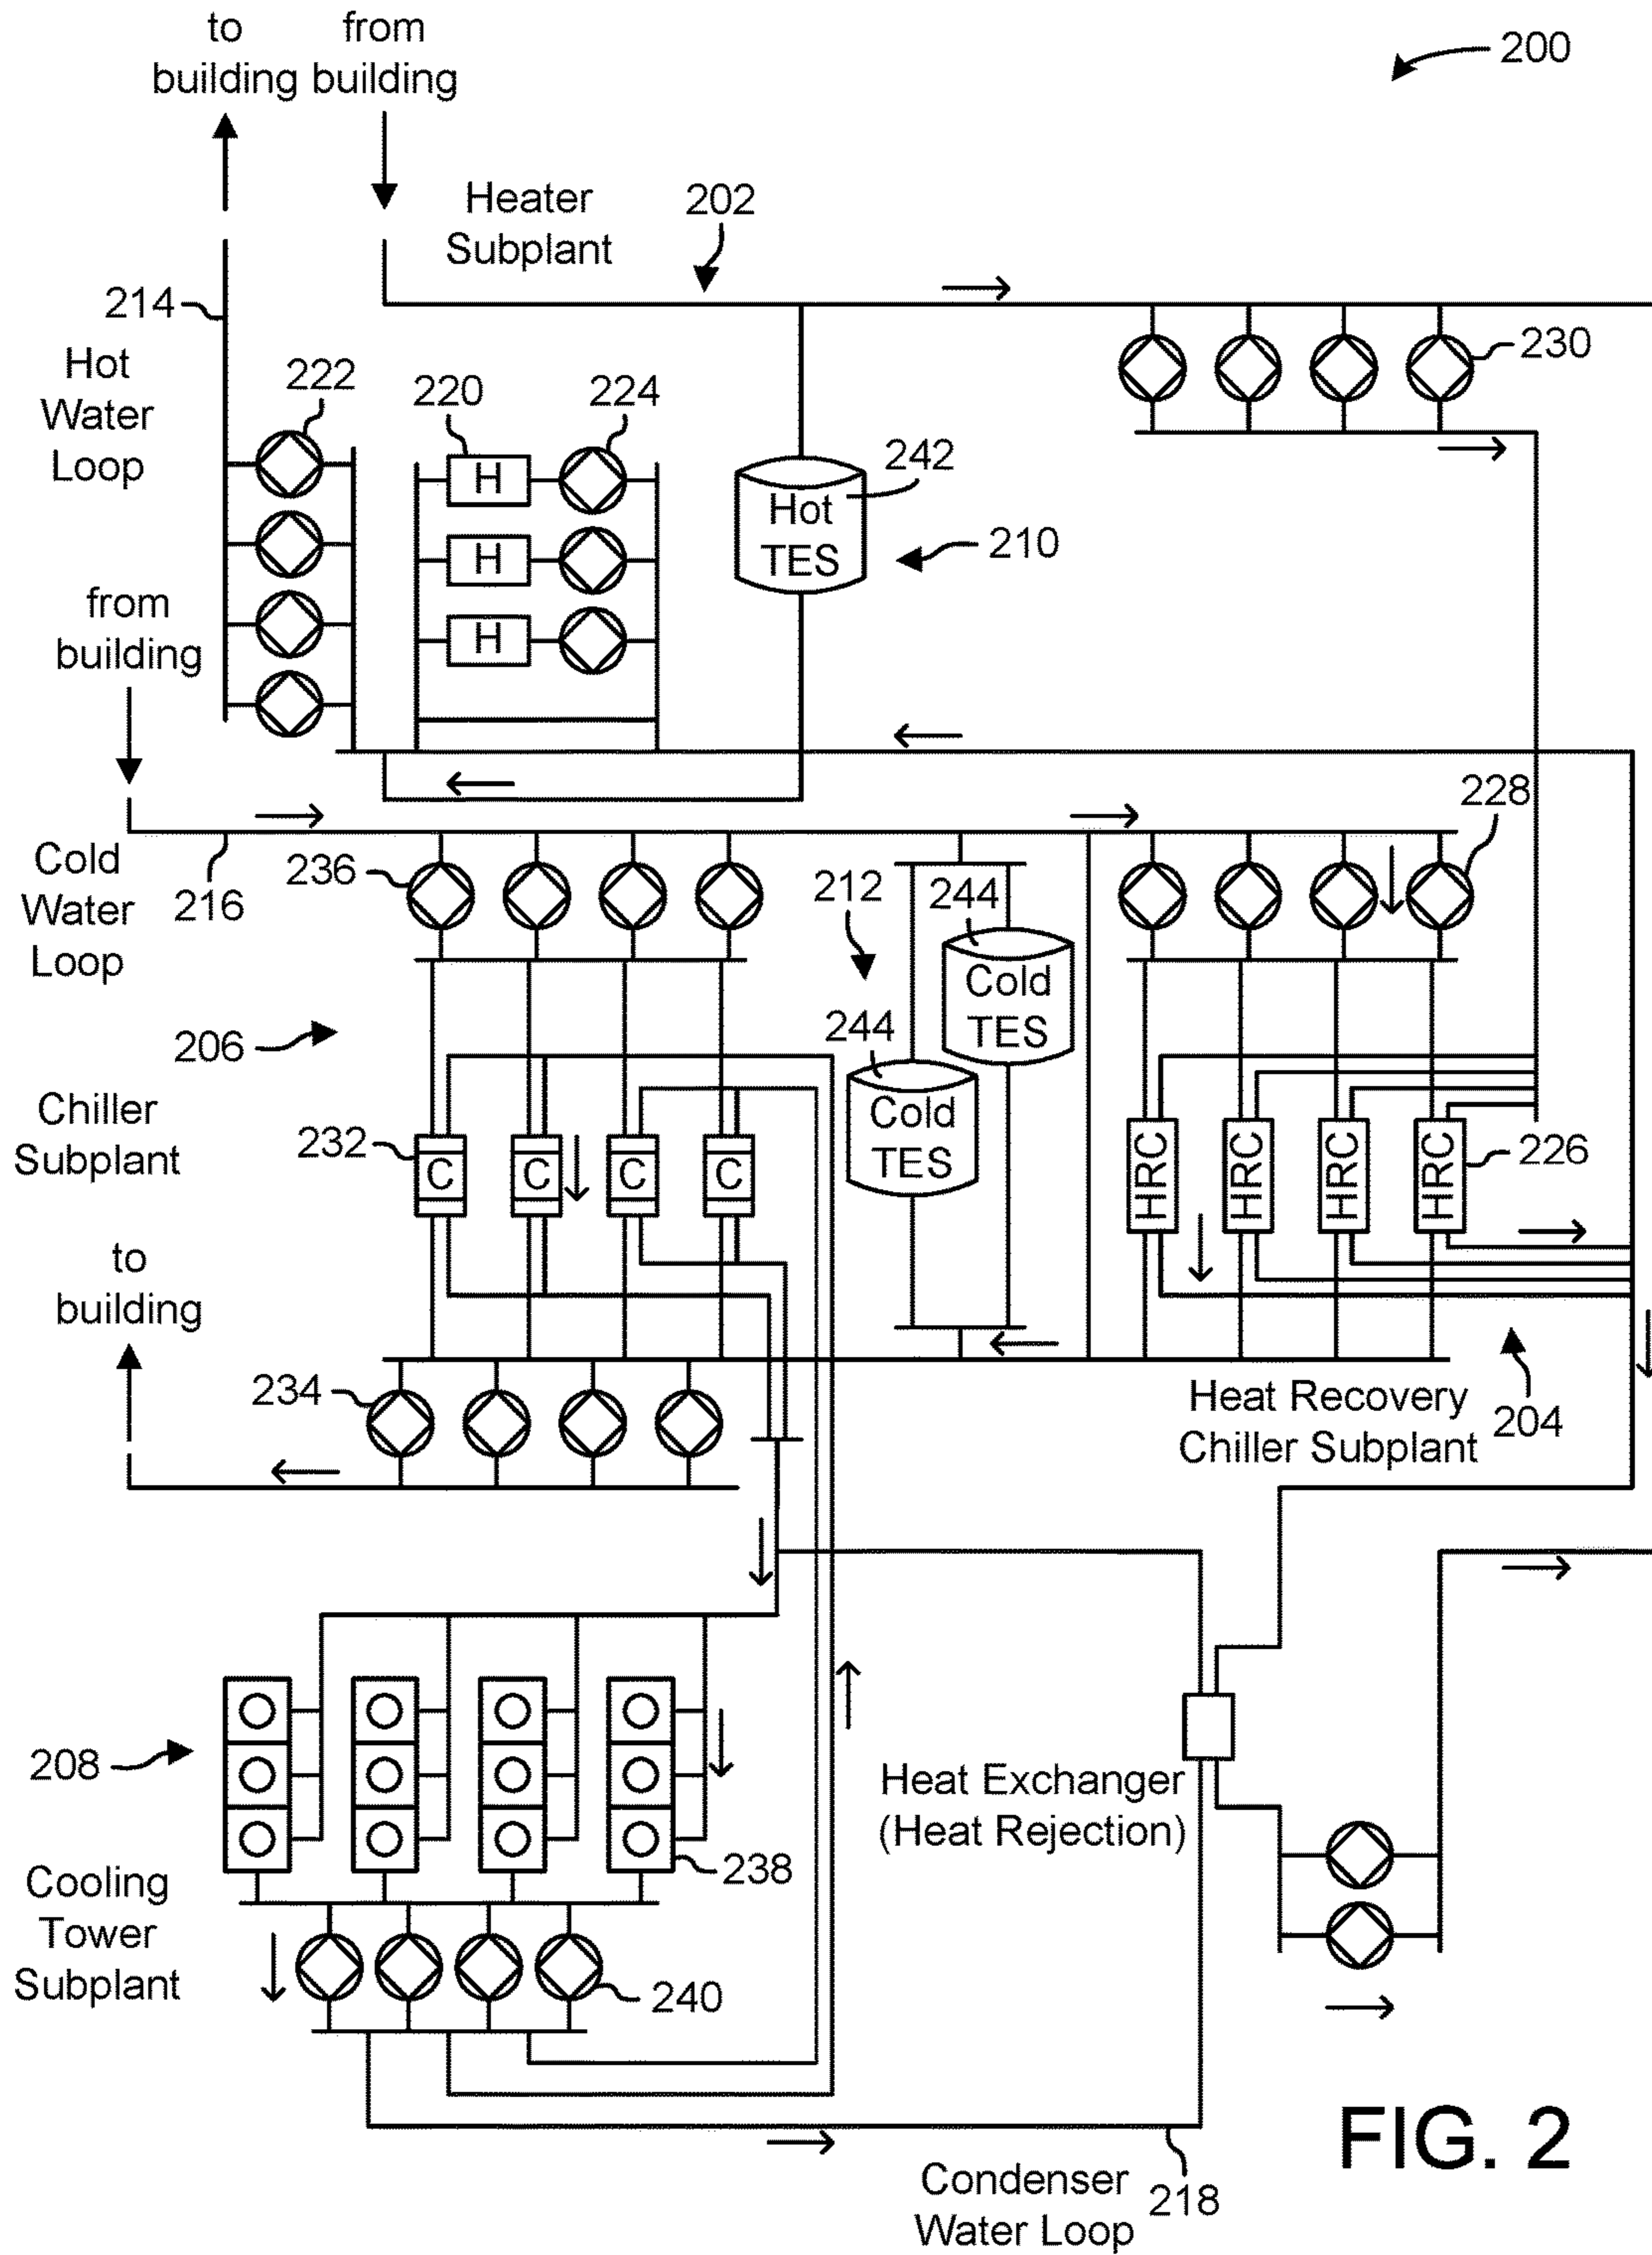 to
building
from
building
200
Heater
Subplant
202
214
Hot
Water
Loop
222
220
224
230
H
H
H
Hot
TES
242
210
from
building
Cold
Water
Loop
216
236
212
244
Cold
TES
244
Cold
TES
228
206
Chiller
Subplant
232
C
C
C
C
HRC
HRC
HRC
HRC
226
to
building
234
Heat Recovery
Chiller Subplant
204
208
Heat Exchanger
(Heat Rejection)
238
Cooling
Tower
Subplant
240
Condenser
Water Loop
218
FIG. 2